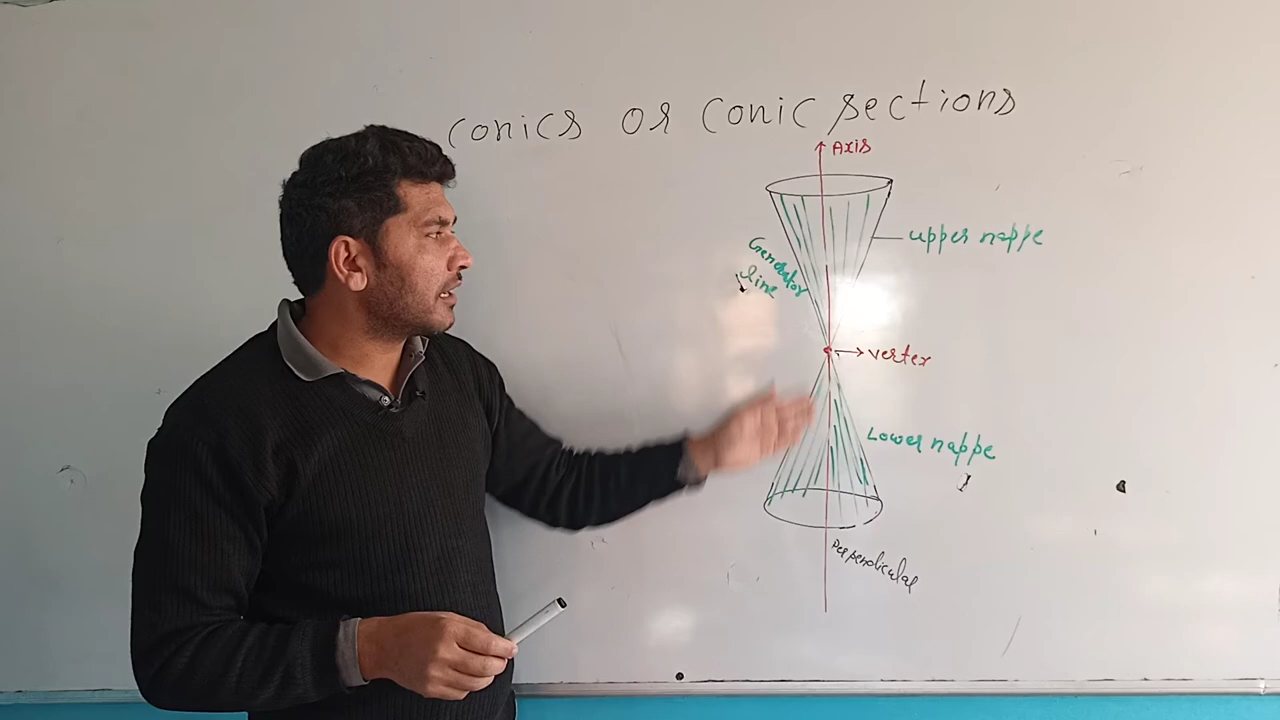 conics or conic sections
Axis
upper nappe
Generator
line
vertex
Lower nappe
Perpendicular